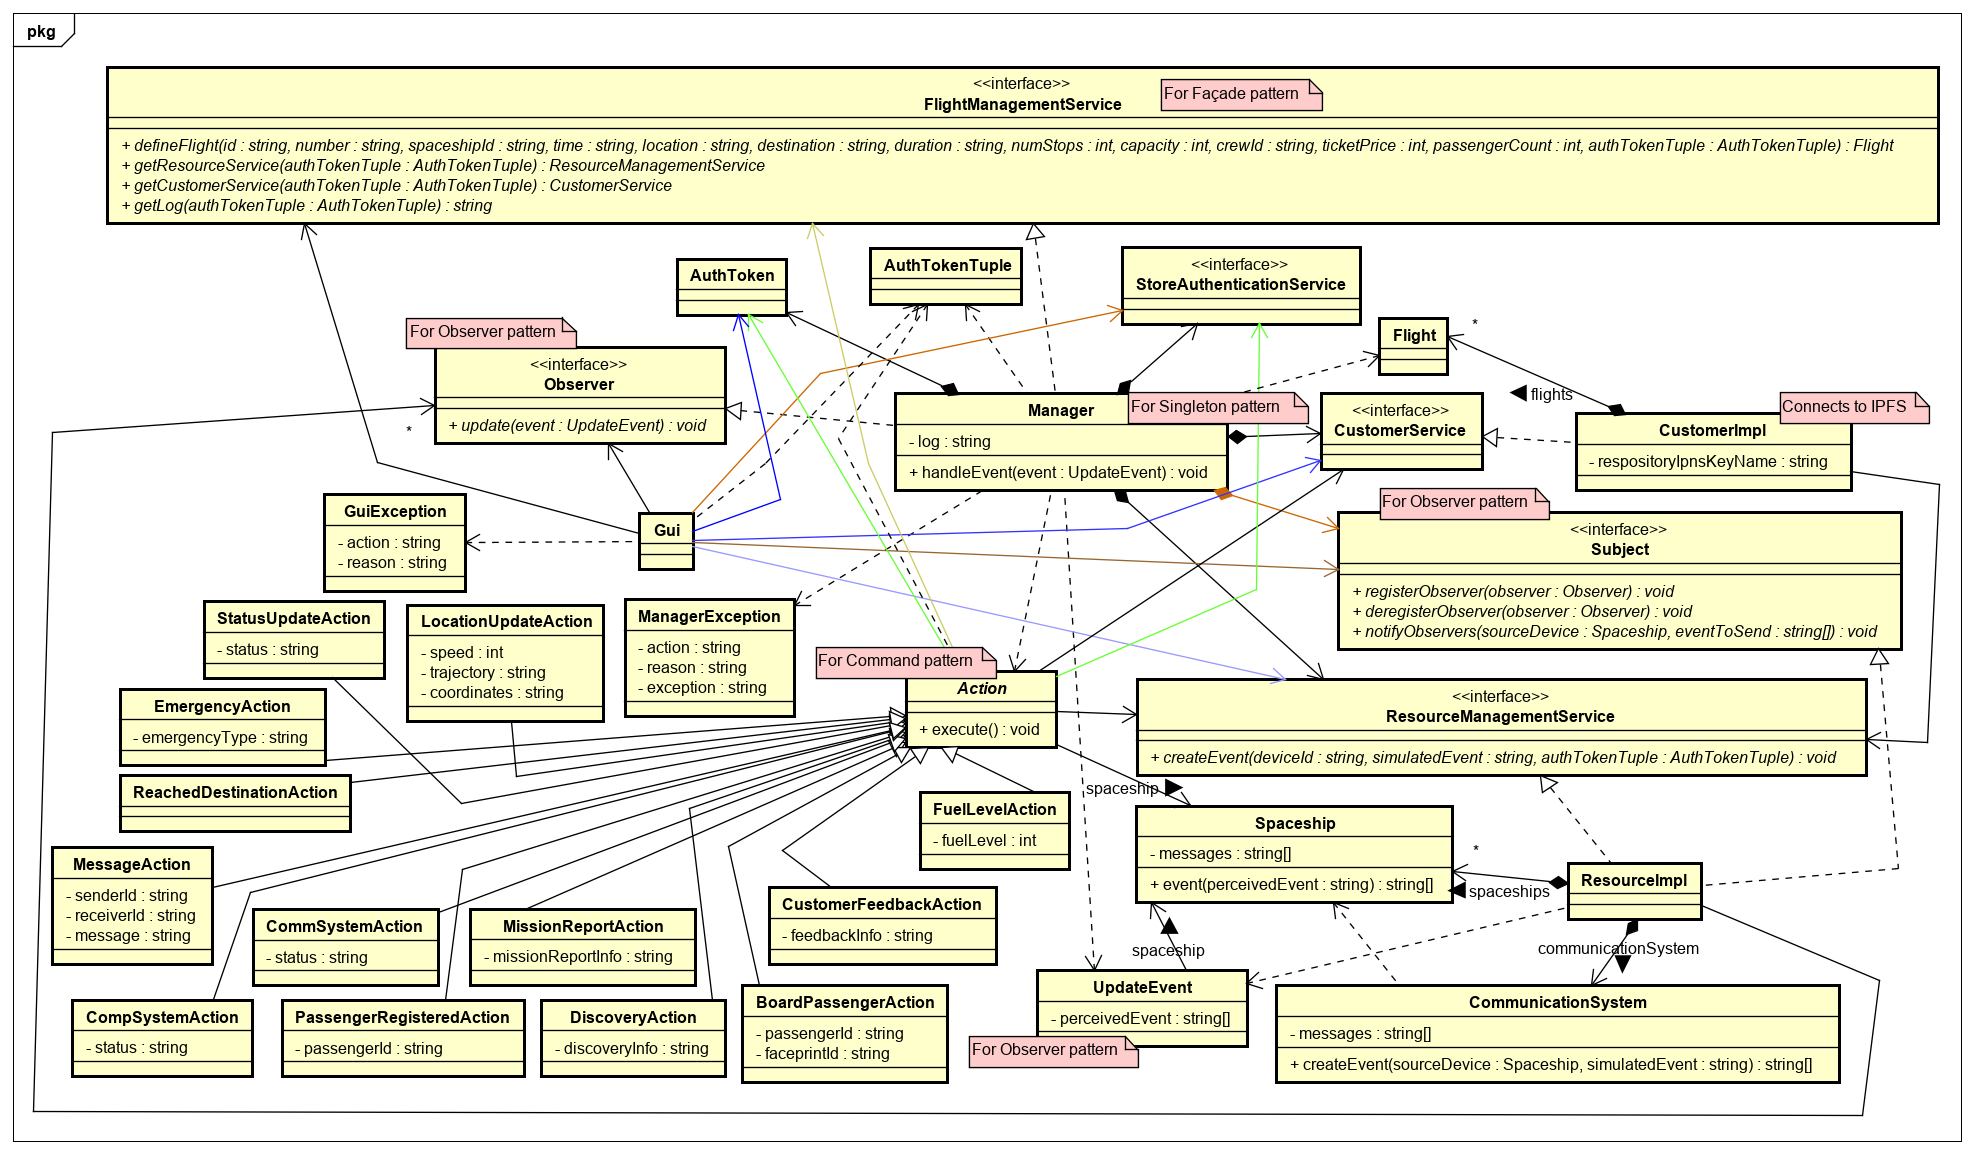 pkg
<<interface>>
FlightManagementService
For Façade pattern
+ defineFlight(id : string, number : string, spaceshipId : string, time : string, location : string, destination : string, duration : string, numStops : int, capacity : int, crewId : string, ticketPrice : int, passengerCount : int, authTokenTuple : AuthTokenTuple) : Flight
+ getResourceService(authTokenTuple : AuthTokenTuple) : ResourceManagementService
+ getCustomerService(authTokenTuple : AuthTokenTuple) : CustomerService
+ getLog(authTokenTuple : AuthTokenTuple) : string
AuthToken
AuthTokenTuple
<<interface>>
StoreAuthenticationService
For Observer pattern
<<interface>>
Observer
+ update(event : UpdateEvent) : void
*
Flight
*
flights
Manager
For Singleton pattern
- log : string
+ handleEvent(event : UpdateEvent) : void
<<interface>>
CustomerService
Connects to IPFS
CustomerImpl
- respositoryIpnsKeyName : string
GuiException
- action : string
- reason : string
Gui
For Observer pattern
<<interface>>
Subject
+ registerObserver(observer : Observer) : void
+ deregisterObserver(observer : Observer) : void
+ notifyObservers(sourceDevice : Spaceship, eventToSend : string[]) : void
StatusUpdateAction
- status : string
LocationUpdateAction
- speed : int
- trajectory : string
- coordinates : string
ManagerException
- action : string
- reason : string
- exception : string
For Command pattern
Action
+ execute() : void
<<interface>>
ResourceManagementService
+ createEvent(deviceId : string, simulatedEvent : string, authTokenTuple : AuthTokenTuple) : void
EmergencyAction
- emergencyType : string
ReachedDestinationAction
spaceship
FuelLevelAction
- fuelLevel : int
Spaceship
- messages : string[]
+ event(perceivedEvent : string) : string[]
*
spaceships
ResourceImpl
MessageAction
- senderId : string
- receiverId : string
- message : string
CommSystemAction
- status : string
MissionReportAction
- missionReportInfo : string
CustomerFeedbackAction
- feedbackInfo : string
spaceship
communicationSystem
CompSystemAction
- status : string
PassengerRegisteredAction
- passengerId : string
DiscoveryAction
- discoveryInfo : string
BoardPassengerAction
- passengerId : string
- faceprintId : string
UpdateEvent
- perceivedEvent : string[]
For Observer pattern
CommunicationSystem
- messages : string[]
+ createEvent(sourceDevice : Spaceship, simulatedEvent : string) : string[]